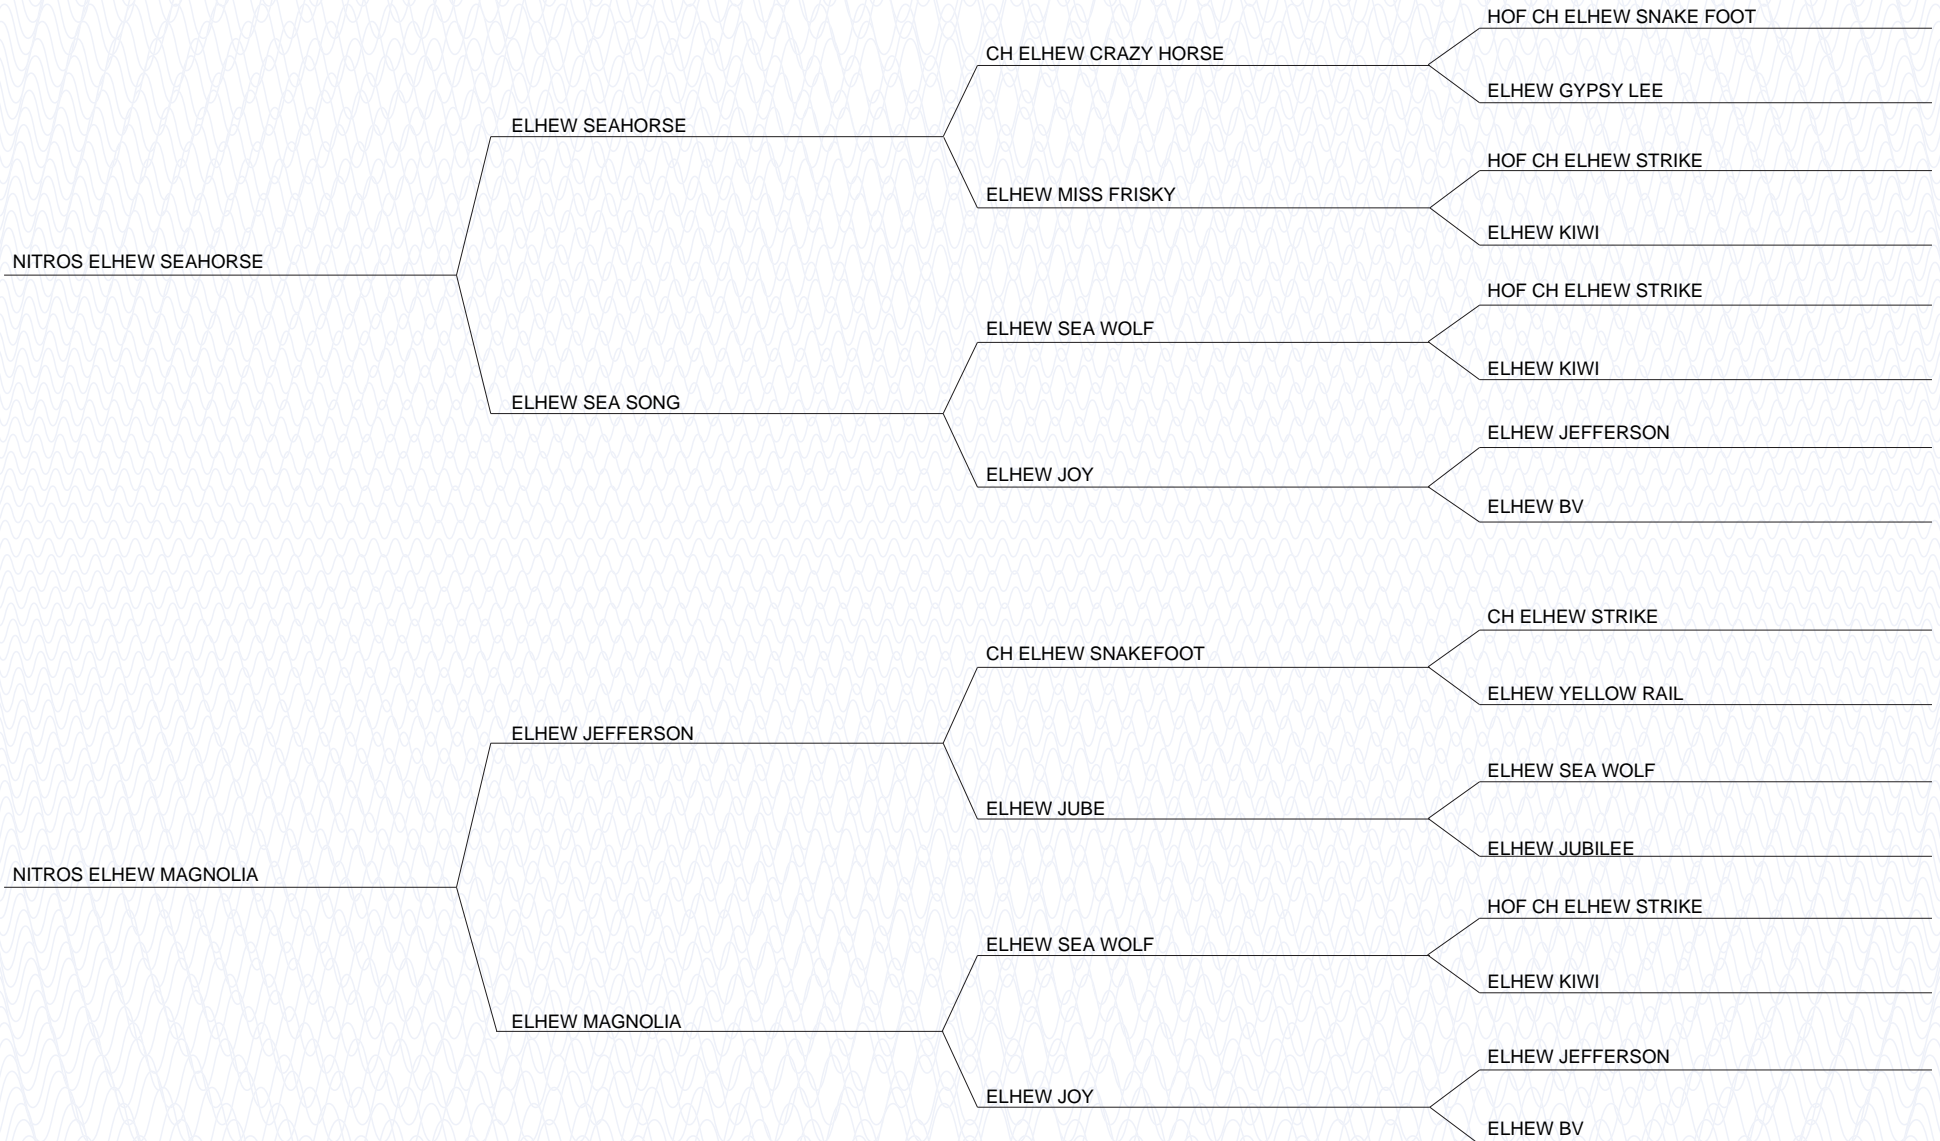 HOF CH ELHEW SNAKE FOOT
CH ELHEW CRAZY HORSE
ELHEW GYPSY LEE
ELHEW SEAHORSE
HOF CH ELHEW STRIKE
ELHEW MISS FRISKY
ELHEW KIWI
NITROS ELHEW SEAHORSE
HOF CH ELHEW STRIKE
ELHEW SEA WOLF
ELHEW KIWI
ELHEW SEA SONG
ELHEW JEFFERSON
ELHEW JOY
ELHEW BV
CH ELHEW STRIKE
CH ELHEW SNAKEFOOT
ELHEW YELLOW RAIL
ELHEW JEFFERSON
ELHEW SEA WOLF
ELHEW JUBE
ELHEW JUBILEE
NITROS ELHEW MAGNOLIA
HOF CH ELHEW STRIKE
ELHEW SEA WOLF
ELHEW KIWI
ELHEW MAGNOLIA
ELHEW JEFFERSON
ELHEW JOY
ELHEW BV